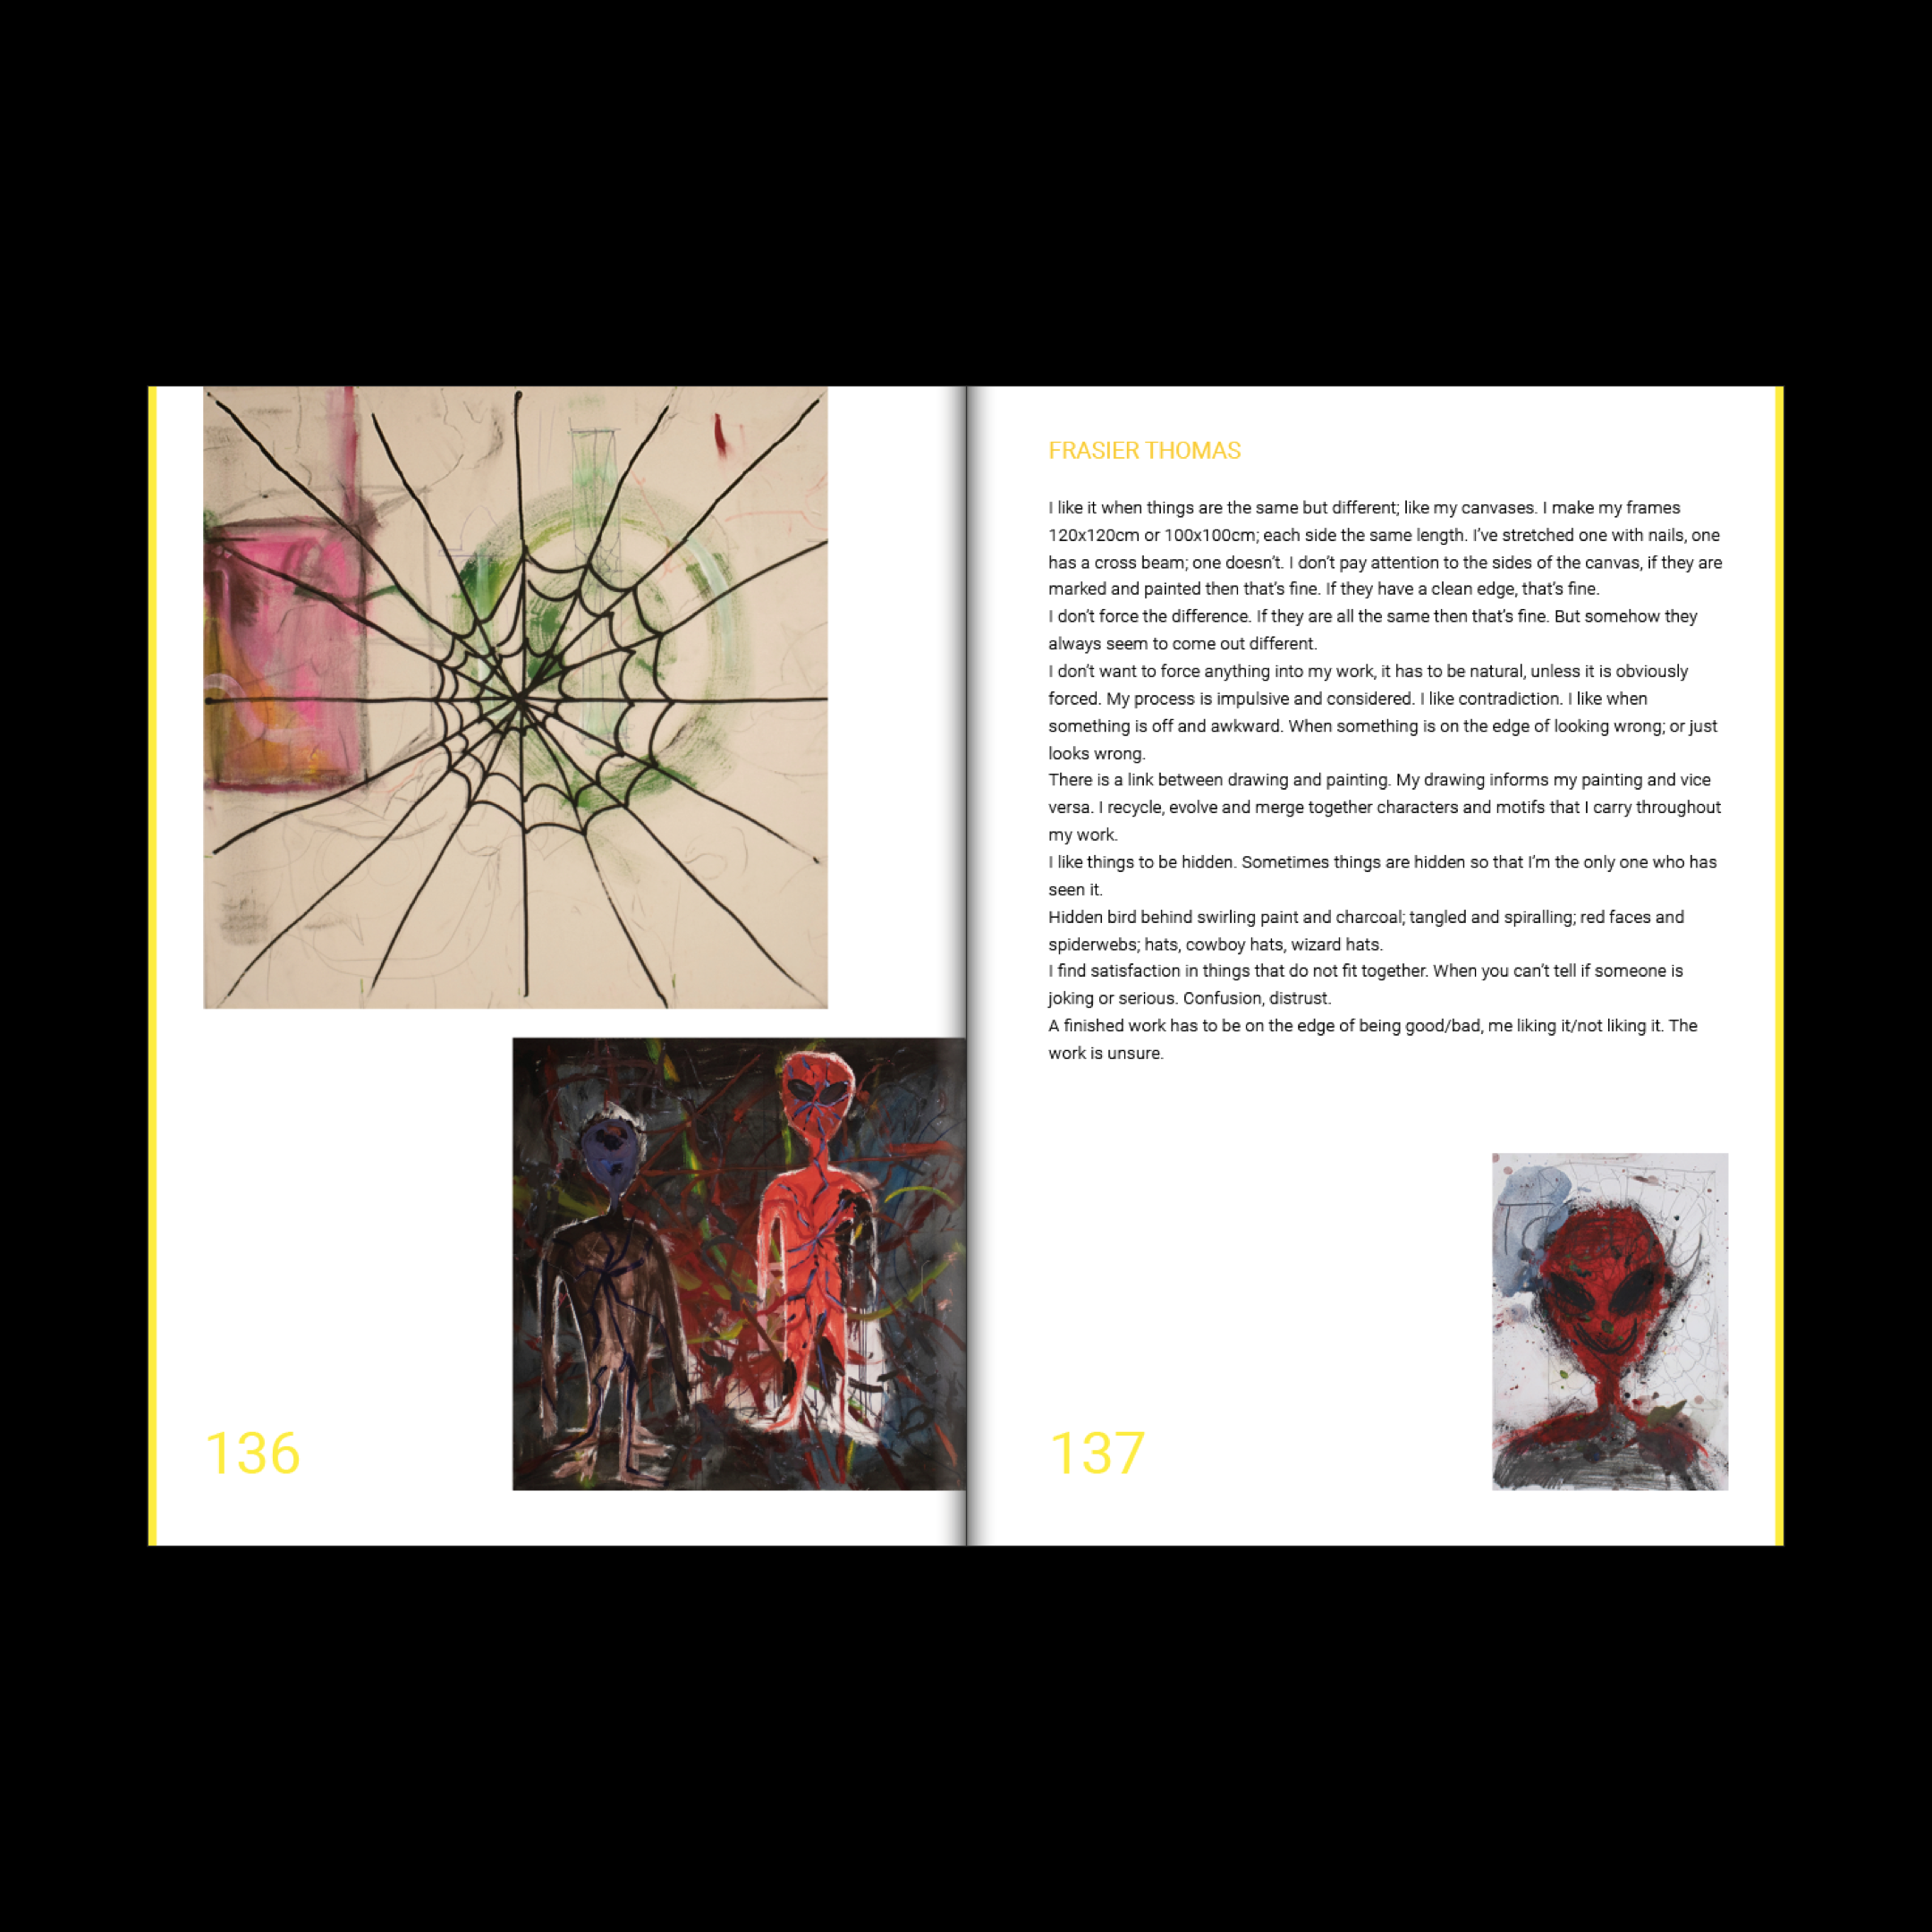 FRASIER THOMAS
I like it when things are the same but different; like my canvases. I make my frames
120x120cm or 100x100cm; each side the same length. I've stretched one with nails, one
has a cross beam; one doesn't. I don't pay attention to the sides of the canvas, if they are
marked and painted then that's fine. If they have a clean edge, that's fine.
I don't force the difference. If they are all the same then that's fine. But somehow they
always seem to come out different.
I don't want to force anything into my work, it has to be natural, unless it is obviously
forced. My process is impulsive and considered. I like contradiction. I like when
something is off and awkward. When something is on the edge of looking wrong; or just
looks wrong.
There is a link between drawing and painting. My drawing informs my painting and vice
versa. I recycle, evolve and merge together characters and motifs that I carry throughout
my work.
I like things to be hidden. Sometimes things are hidden so that I'm the only one who has
seen it.
Hidden bird behind swirling paint and charcoal; tangled and spiralling; red faces and
spiderwebs; hats, cowboy hats, wizard hats.
I find satisfaction in things that do not fit together. When you can't tell if someone is
joking or serious. Confusion, distrust.
A finished work has to be on the edge of being good/bad, me liking it/not liking it. The
work is unsure.
136
137